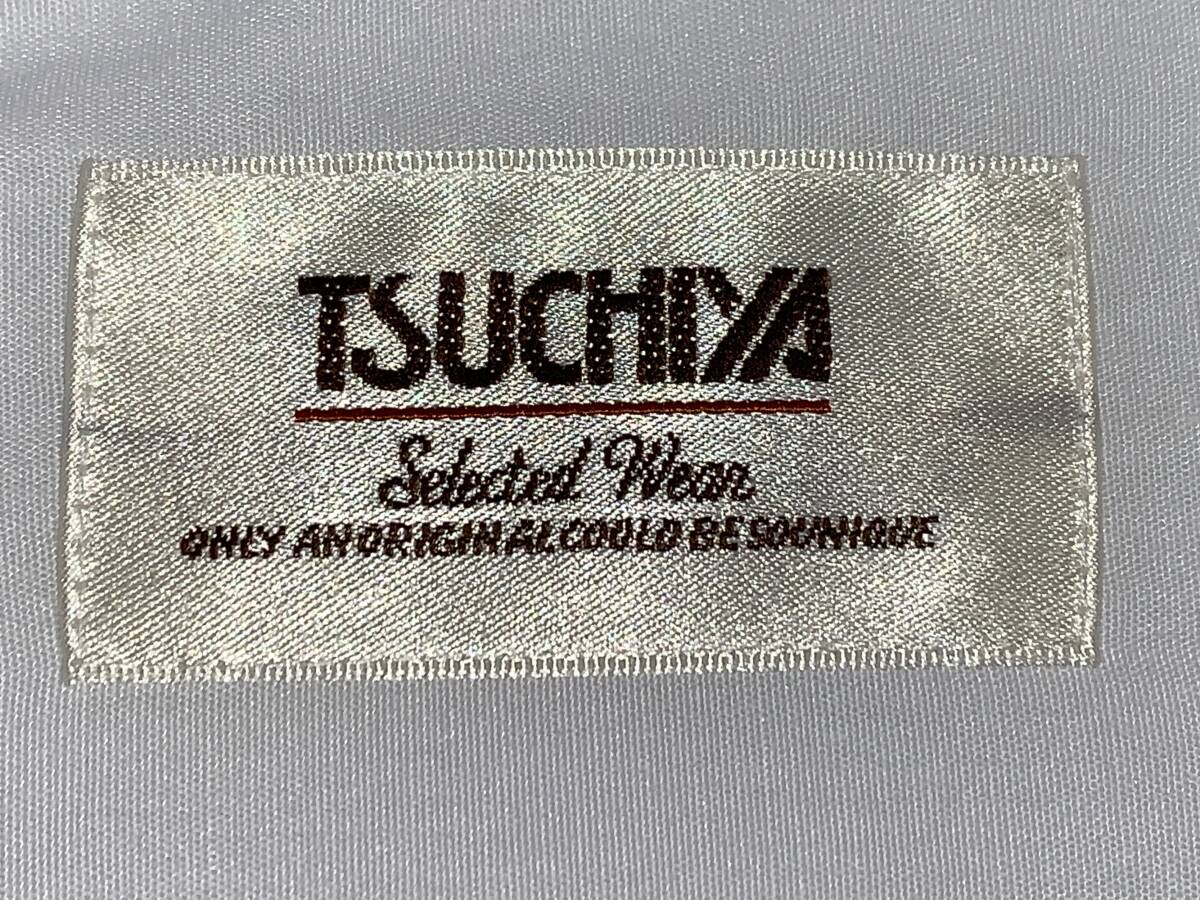 TSUCHIYA
Selected Wear
ONLY AN ORIGINAL COULD BE SO UNIQUE